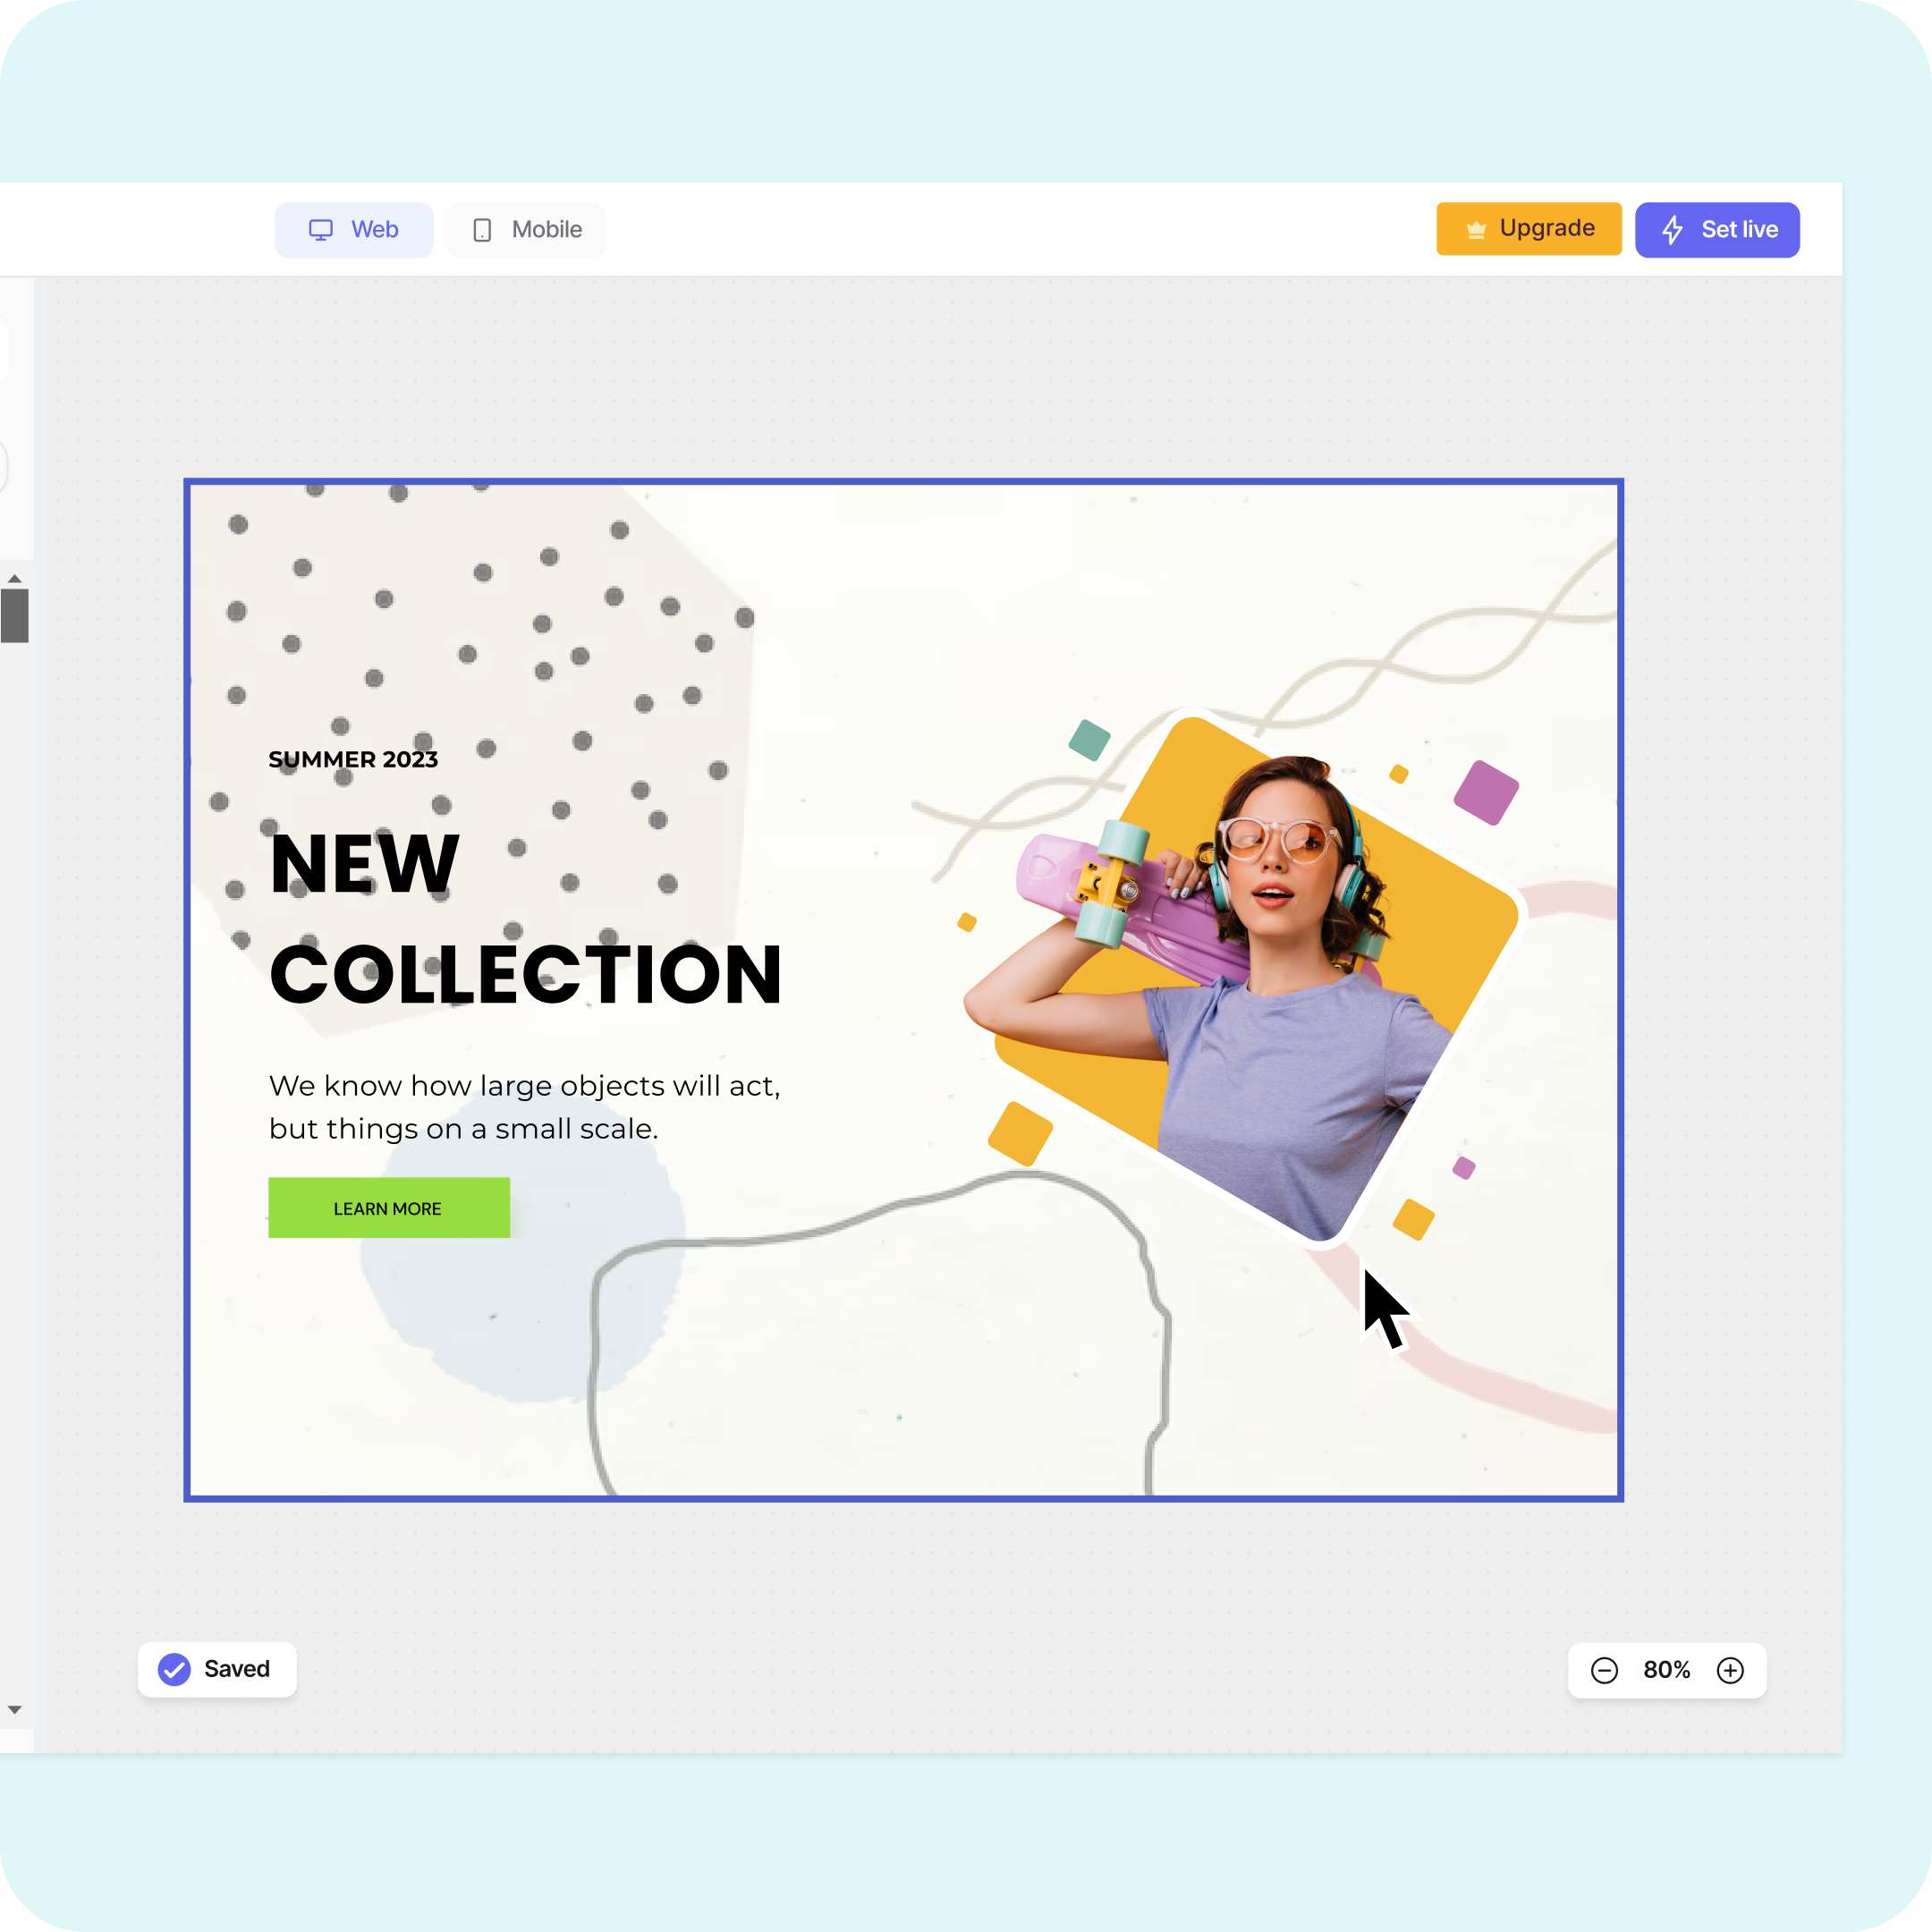 Web
Mobile
Upgrade
Set live
SUMMER 2023
NEW
COLLECTION
We know how large objects will act,
but things on a small scale.
LEARN MORE
Saved
80%